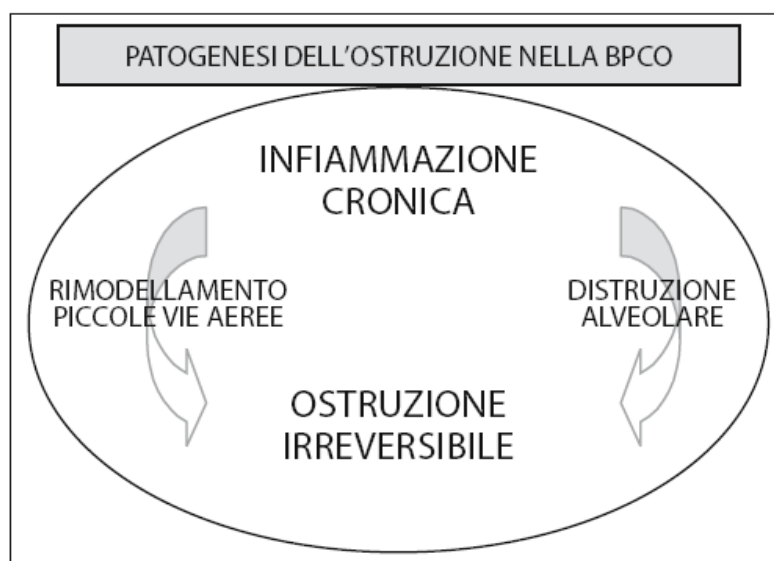 PATOGENESI DELL'OSTRUZIONE NELLA BPCO
INFIAMMAZIONE
CRONICA
RIMODELLAMENTO
PICCOLE VIE AEREE
DISTRUZIONE
ALVEOLARE
OSTRUZIONE
IRREVERSIBILE